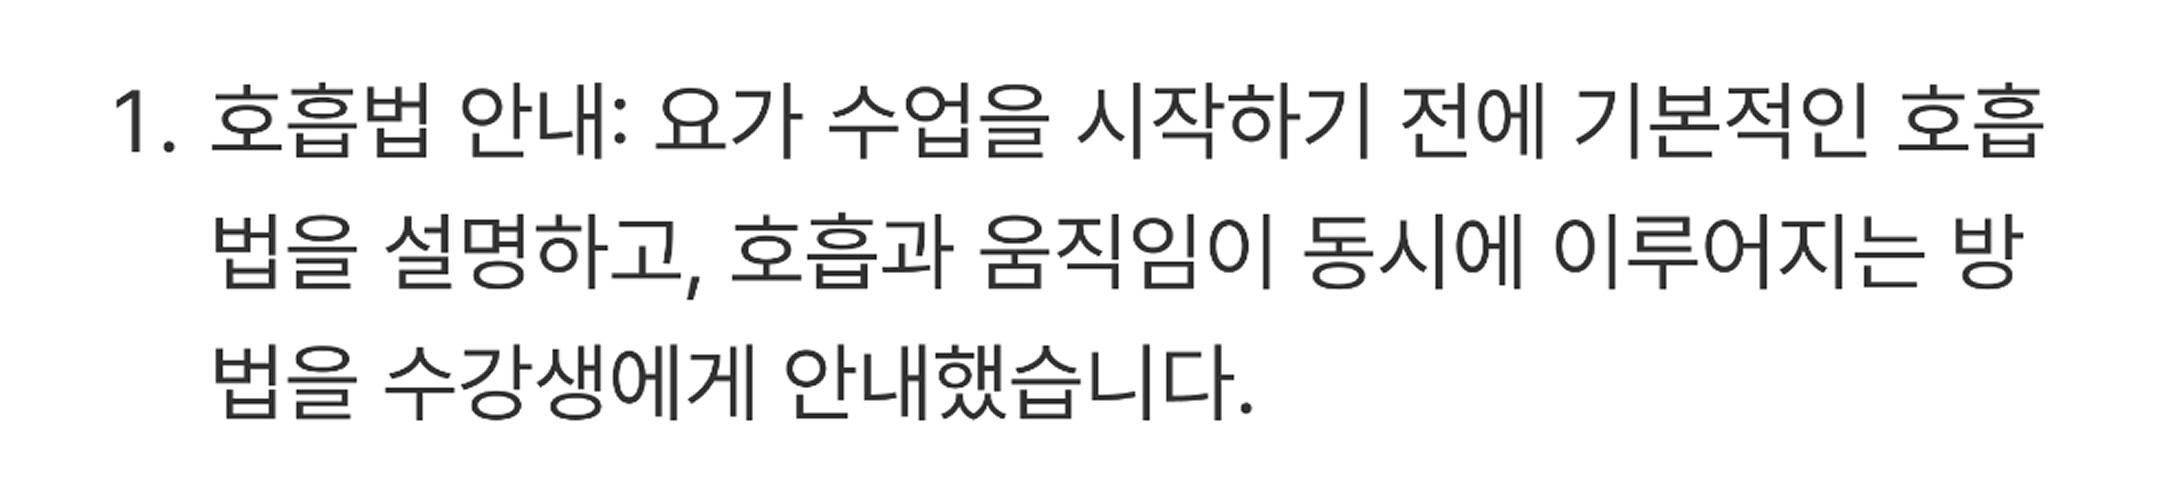 1. 호흡법 안내: 요가 수업을 시작하기 전에 기본적인 호흡
법을 설명하고, 호흡과 움직임이 동시에 이루어지는 방
법을 수강생에게 안내했습니다.